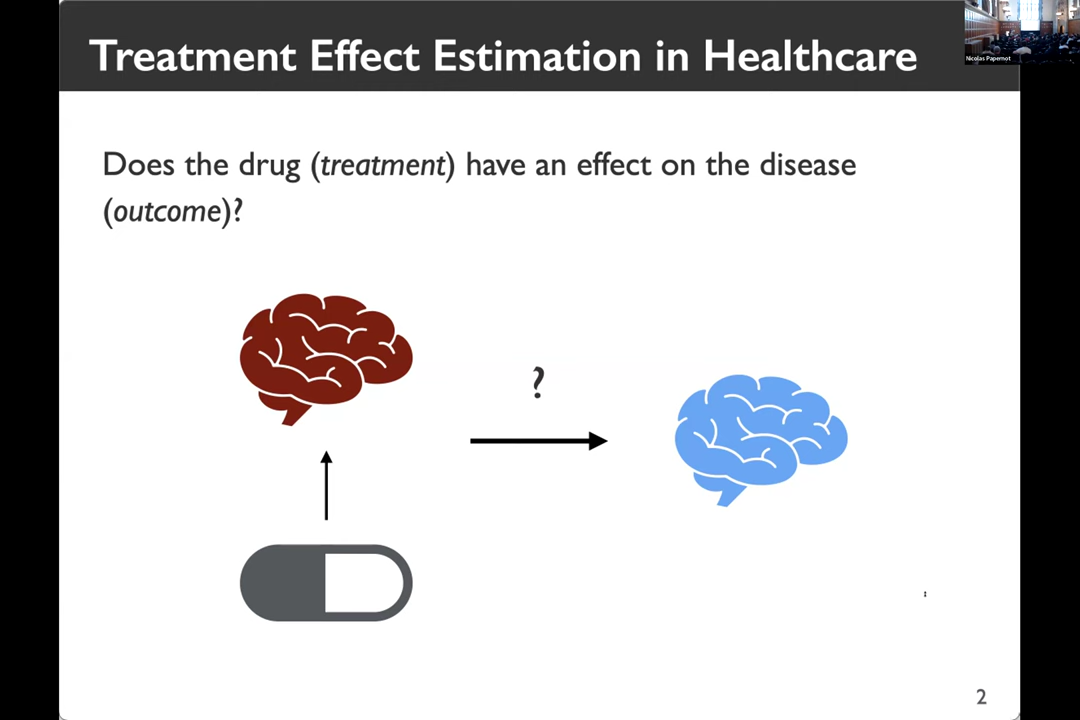 Treatment Effect Estimation in Healthcare
Nicolas Papernot
Does the drug (treatment) have an effect on the disease
(outcome)?
?
2